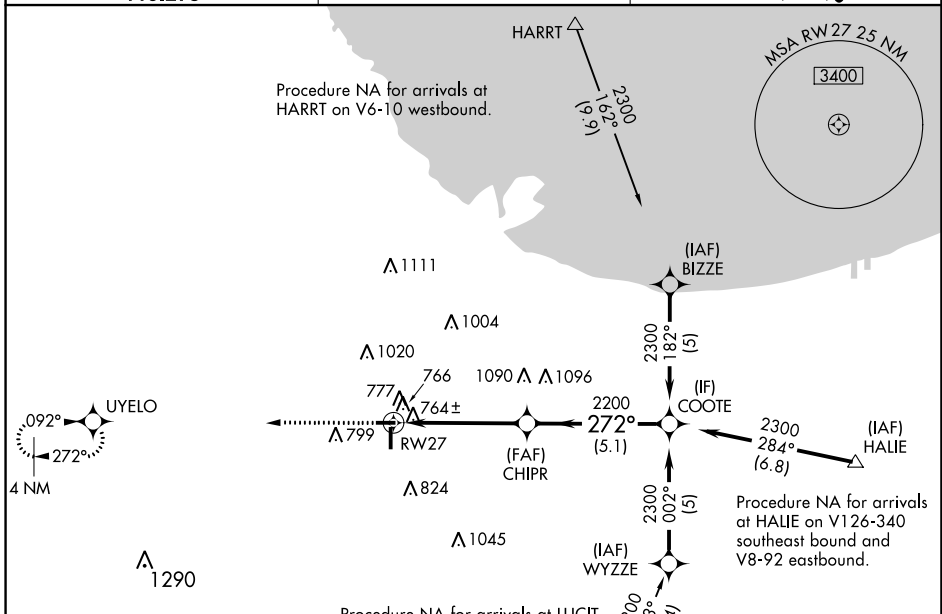 HARRT
MSA RW 27 25 NM
3400
2300
162°
(9.9)
Procedure NA for arrivals at
HARRT on V6-10 westbound.
(IAF)
BIZZE
1111
1004
1020
2300
182°
(5)
766
1090
1096
777
(IF)
COOTE
764±
2200
272°
(5.1)
092°
UYELO
272°
4 NM
799
RW27
(FAF)
CHIPR
2300
284°
(6.8)
(IAF)
HALIE
824
1045
2300
002°
(5)
Procedure NA for arrivals
at HALIE on V126-340
southeast bound and
V8-92 eastbound.
(IAF)
WYZZE
1290